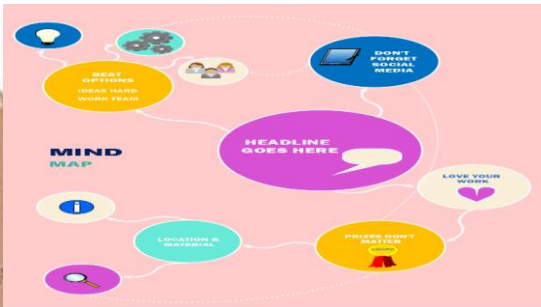 BEST
OPTIONS
IDEAS HARD
WORK TEAM
DON'T
FORGET
SOCIAL
MEDIA
HEADLINE
GOES HERE
MIND
MAP
LOVE YOUR
WORK
PRIZES DON'T
MATTER
LOCATION &
MATERIAL